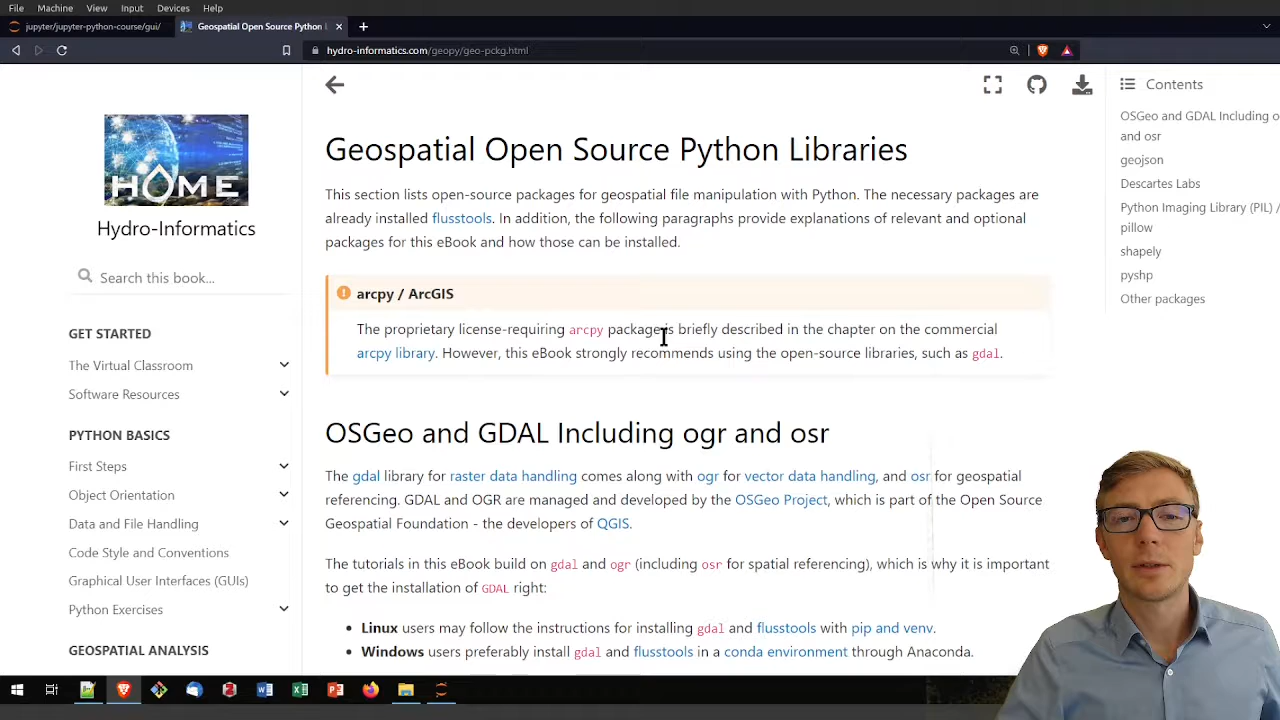 File Machine View Input Devices Help
jupyter/jupyter-python-course/gui/
Geospatial Open Source Python
hydro-informatics.com/geopy/geo-pckg.html
HOME
Hydro-Informatics
Search this book...
GET STARTED
The Virtual Classroom
Software Resources
PYTHON BASICS
First Steps
Object Orientation
Data and File Handling
Code Style and Conventions
Graphical User Interfaces (GUIs)
Python Exercises
GEOSPATIAL ANALYSIS
Geospatial Open Source Python Libraries
This section lists open-source packages for geospatial file manipulation with Python. The necessary packages are
already installed flusstools. In addition, the following paragraphs provide explanations of relevant and optional
packages for this eBook and how those can be installed.
arcpy / ArcGIS
The proprietary license-requiring arcpy package is briefly described in the chapter on the commercial
arcpy library. However, this eBook strongly recommends using the open-source libraries, such as gdal.
OSGeo and GDAL Including ogr and osr
The gdal library for raster data handling comes along with ogr for vector data handling, and osr for geospatial
referencing. GDAL and OGR are managed and developed by the OSGeo Project, which is part of the Open Source
Geospatial Foundation - the developers of QGIS.
The tutorials in this eBook build on gdal and ogr (including osr for spatial referencing), which is why it is important
to get the installation of GDAL right:
• Linux users may follow the instructions for installing gdal and flusstools with pip and venv.
• Windows users preferably install gdal and flusstools in a conda environment through Anaconda.
Contents
OSGeo and GDAL Including o
and osr
geojson
Descartes Labs
Python Imaging Library (PIL) /
pillow
shapely
pyshp
Other packages